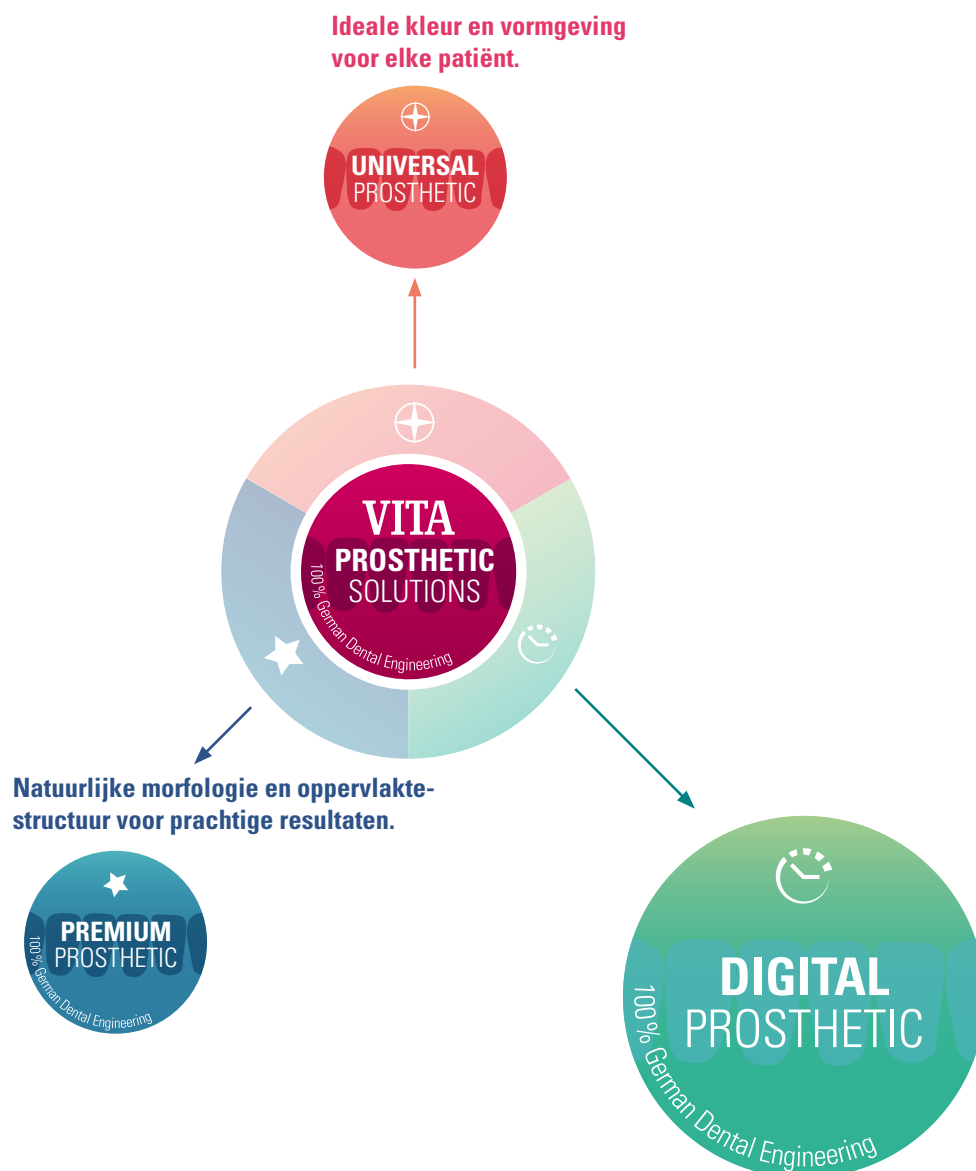 Ideale kleur en vormgeving
voor elke patiënt.
UNIVERSAL
PROSTHETIC
VITA
PROSTHETIC
SOLUTIONS
100% German Dental Engineering
Natuurlijke morfologie en oppervlakte-
structuur voor prachtige resultaten.
PREMIUM
PROSTHETIC
100% German Dental Engineering
DIGITAL
PROSTHETIC
100% German Dental Engineering